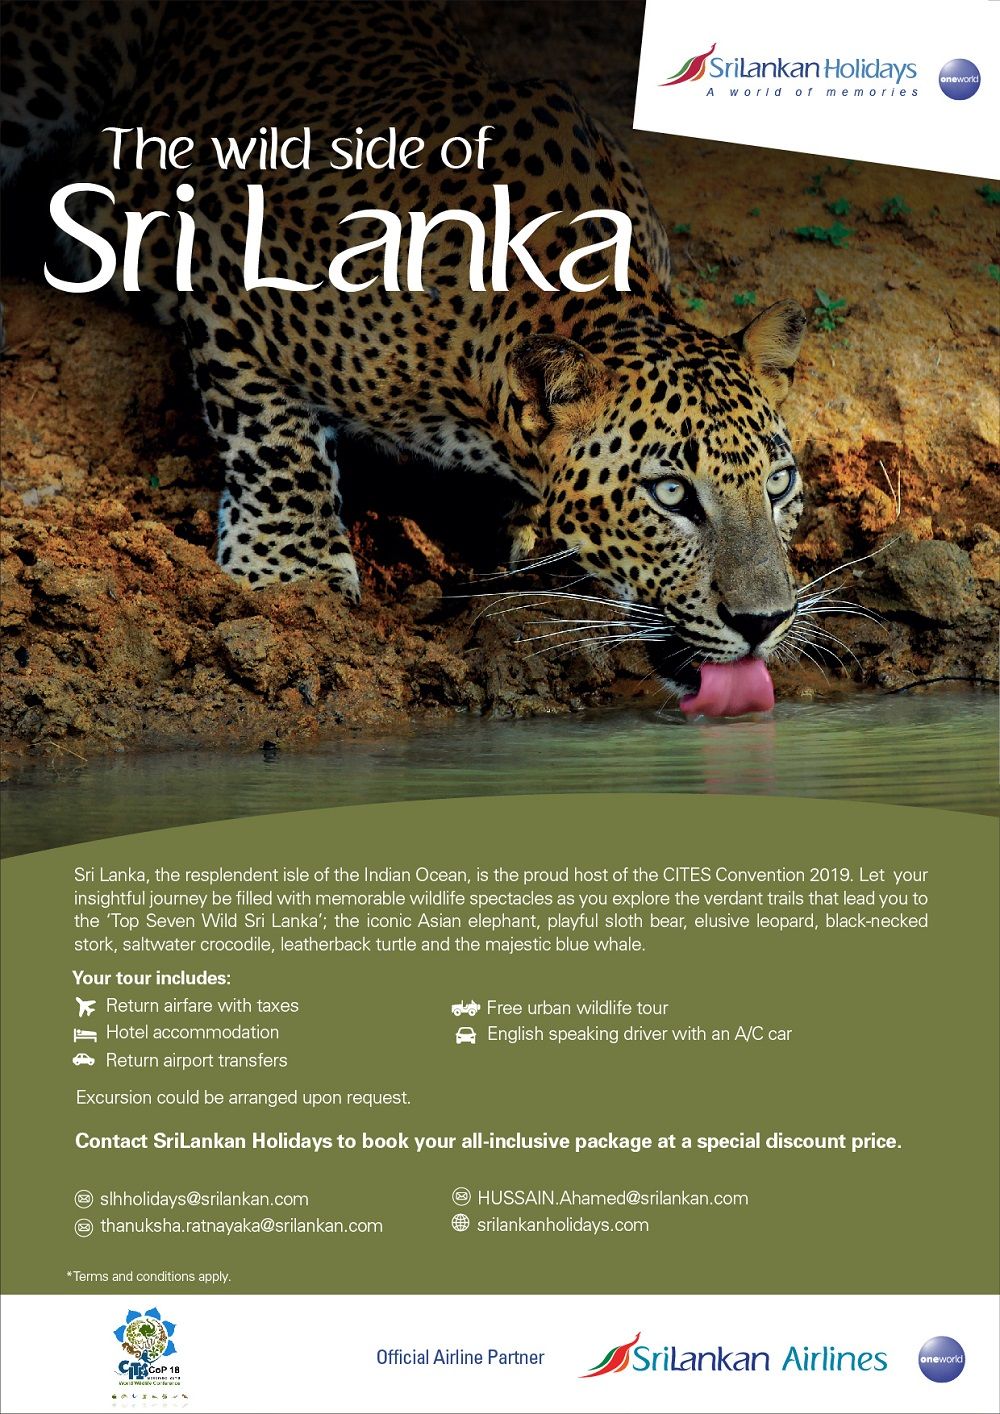 SriLankan Holidays
A world of memories
oneworld
The wild side of
Sri Lanka
Sri Lanka, the resplendent isle of the Indian Ocean, is the proud host of the CITES Convention 2019. Let your
insightful journey be filled with memorable wildlife spectacles as you explore the verdant trails that lead you to
the ‘Top Seven Wild Sri Lanka’; the iconic Asian elephant, playful sloth bear, elusive leopard, black-necked
stork, saltwater crocodile, leatherback turtle and the majestic blue whale.
Your tour includes:
Return airfare with taxes
Hotel accommodation
Return airport transfers
Free urban wildlife tour
English speaking driver with an A/C car
Excursion could be arranged upon request.
Contact SriLankan Holidays to book your all-inclusive package at a special discount price.
slhholidays@srilankan.com
thanuksha.ratnayaka@srilankan.com
HUSSAIN.Ahamed@srilankan.com
srilankanholidays.com
*Terms and conditions apply.
CITES CoP 18
World Wildlife Conference
Official Airline Partner
SriLankan Airlines
oneworld